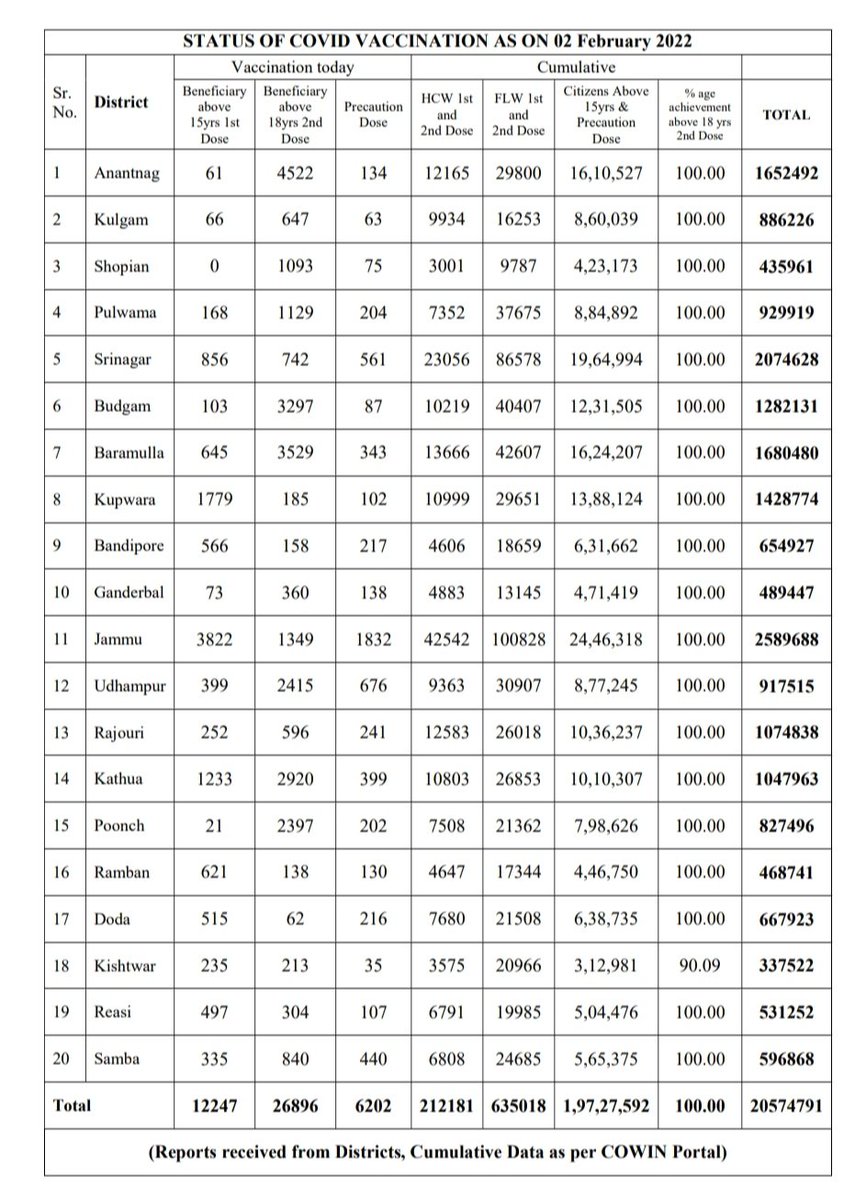 STATUS OF COVID VACCINATION AS ON 02 February 2022
Sr. No. District Vaccination today Cumulative
Beneficiary above 15yrs 1st Dose Beneficiary above 18yrs 2nd Dose Precaution Dose HCW 1st and 2nd Dose FLW 1st and 2nd Dose Citizens Above 15yrs & Precaution Dose % age achievement above 18 yrs 2nd Dose TOTAL
1 Anantnag 61 4522 134 12165 29800 16,10,527 100.00 1652492
2 Kulgam 66 647 63 9934 16253 8,60,039 100.00 886226
3 Shopian 0 1093 75 3001 9787 4,23,173 100.00 435961
4 Pulwama 168 1129 204 7352 37675 8,84,892 100.00 929919
5 Srinagar 856 742 561 23056 86578 19,64,994 100.00 2074628
6 Budgam 103 3297 87 10219 40407 12,31,505 100.00 1282131
7 Baramulla 645 3529 343 13666 42607 16,24,207 100.00 1680480
8 Kupwara 1779 185 102 10999 29651 13,88,124 100.00 1428774
9 Bandipore 566 158 217 4606 18659 6,31,662 100.00 654927
10 Ganderbal 73 360 138 4883 13145 4,71,419 100.00 489447
11 Jammu 3822 1349 1832 42542 100828 24,46,318 100.00 2589688
12 Udhampur 399 2415 676 9363 30907 8,77,245 100.00 917515
13 Rajouri 252 596 241 12583 26018 10,36,237 100.00 1074838
14 Kathua 1233 2920 399 10803 26853 10,10,307 100.00 1047963
15 Poonch 21 2397 202 7508 21362 7,98,626 100.00 827496
16 Ramban 621 138 130 4647 17344 4,46,750 100.00 468741
17 Doda 515 62 216 7680 21508 6,38,735 100.00 667923
18 Kishtwar 235 213 35 3575 20966 3,12,981 90.09 337522
19 Reasi 497 304 107 6791 19985 5,04,476 100.00 531252
20 Samba 335 840 440 6808 24685 5,65,375 100.00 596868
Total 12247 26896 6202 212181 635018 1,97,27,592 100.00 20574791
(Reports received from Districts, Cumulative Data as per COWIN Portal)